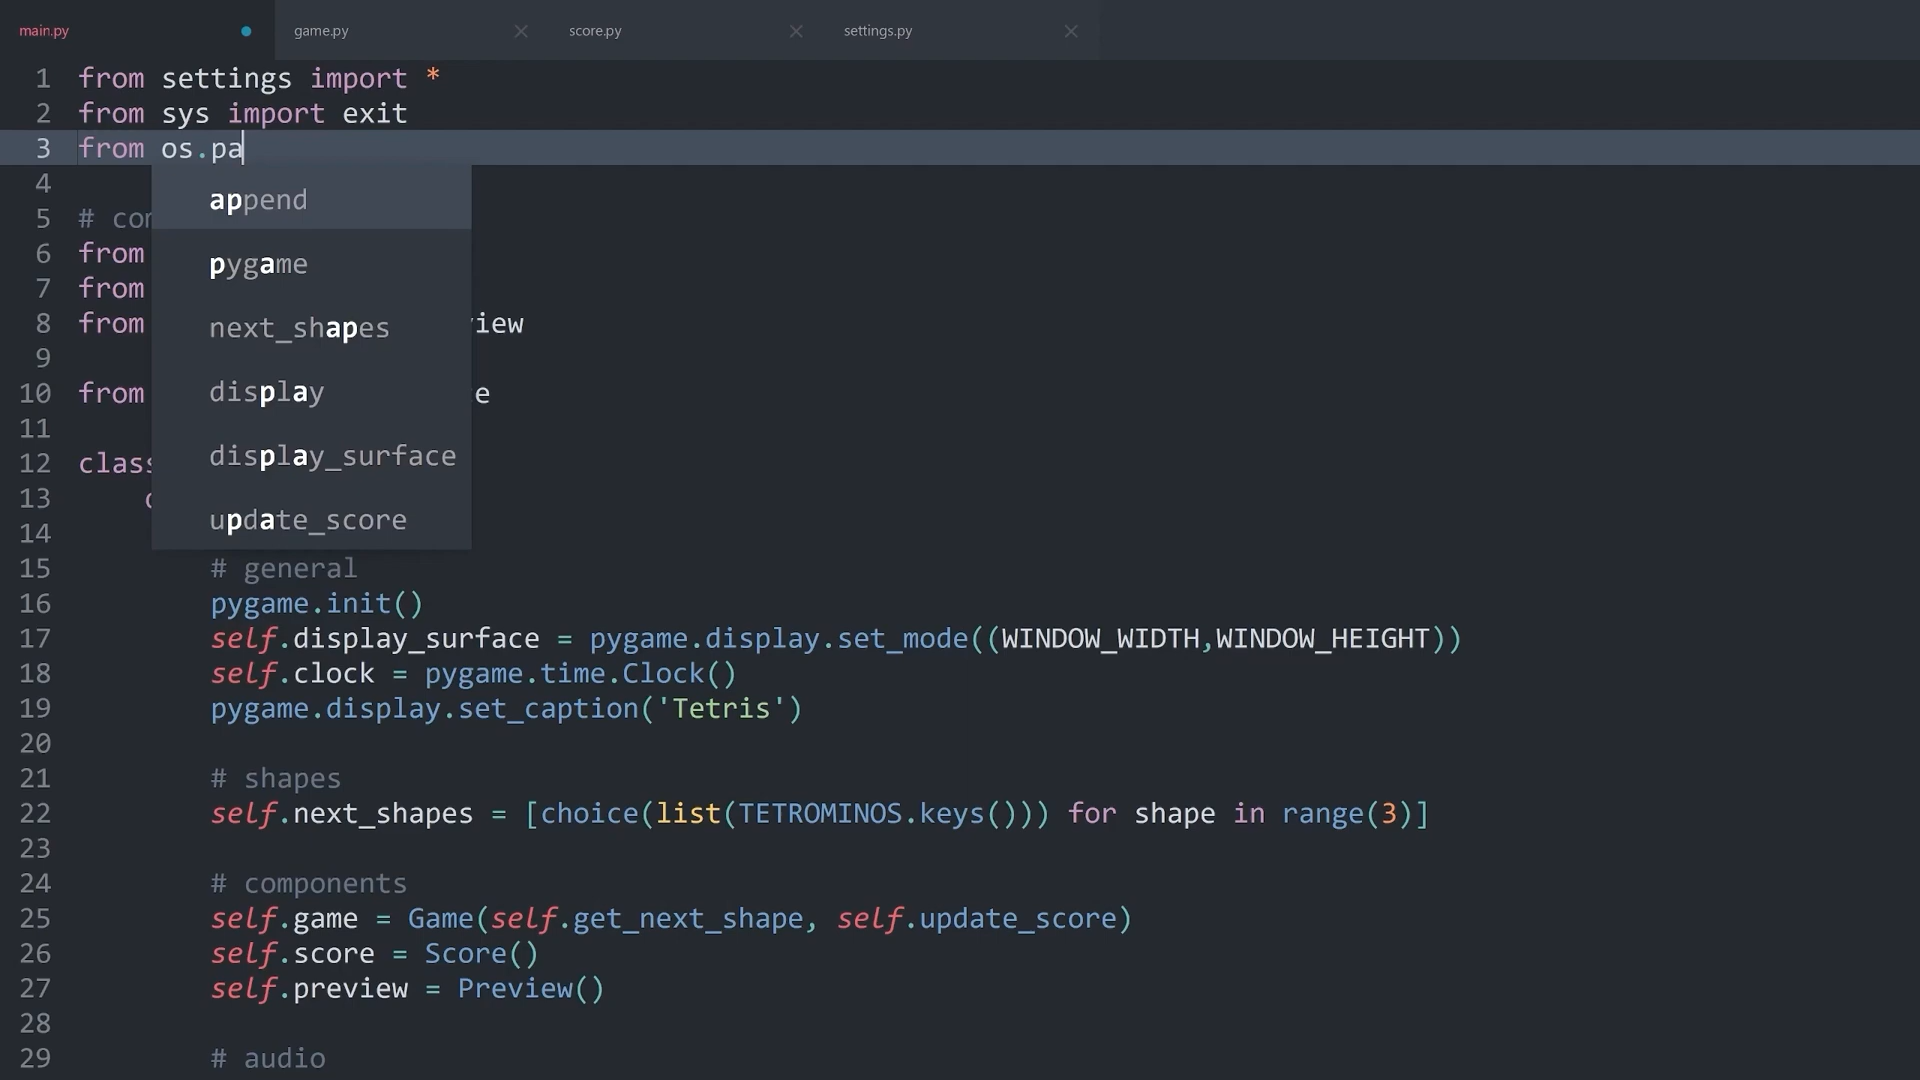 main.py
game.py
score.py
settings.py
1 from settings import *
2 from sys import exit
3 from os.pa
4
append
5 # co
6 from
pygame
7 from
8 from
next_shapes
iew
9
10 from
display
e
11
12 class
display_surface
13
update_score
14
15 # general
16 pygame.init()
17 self.display_surface = pygame.display.set_mode((WINDOW_WIDTH,WINDOW_HEIGHT))
18 self.clock = pygame.time.Clock()
19 pygame.display.set_caption('Tetris')
20
21 # shapes
22 self.next_shapes = [choice(list(TETROMINOS.keys())) for shape in range(3)]
23
24 # components
25 self.game = Game(self.get_next_shape, self.update_score)
26 self.score = Score()
27 self.preview = Preview()
28
29 # audio